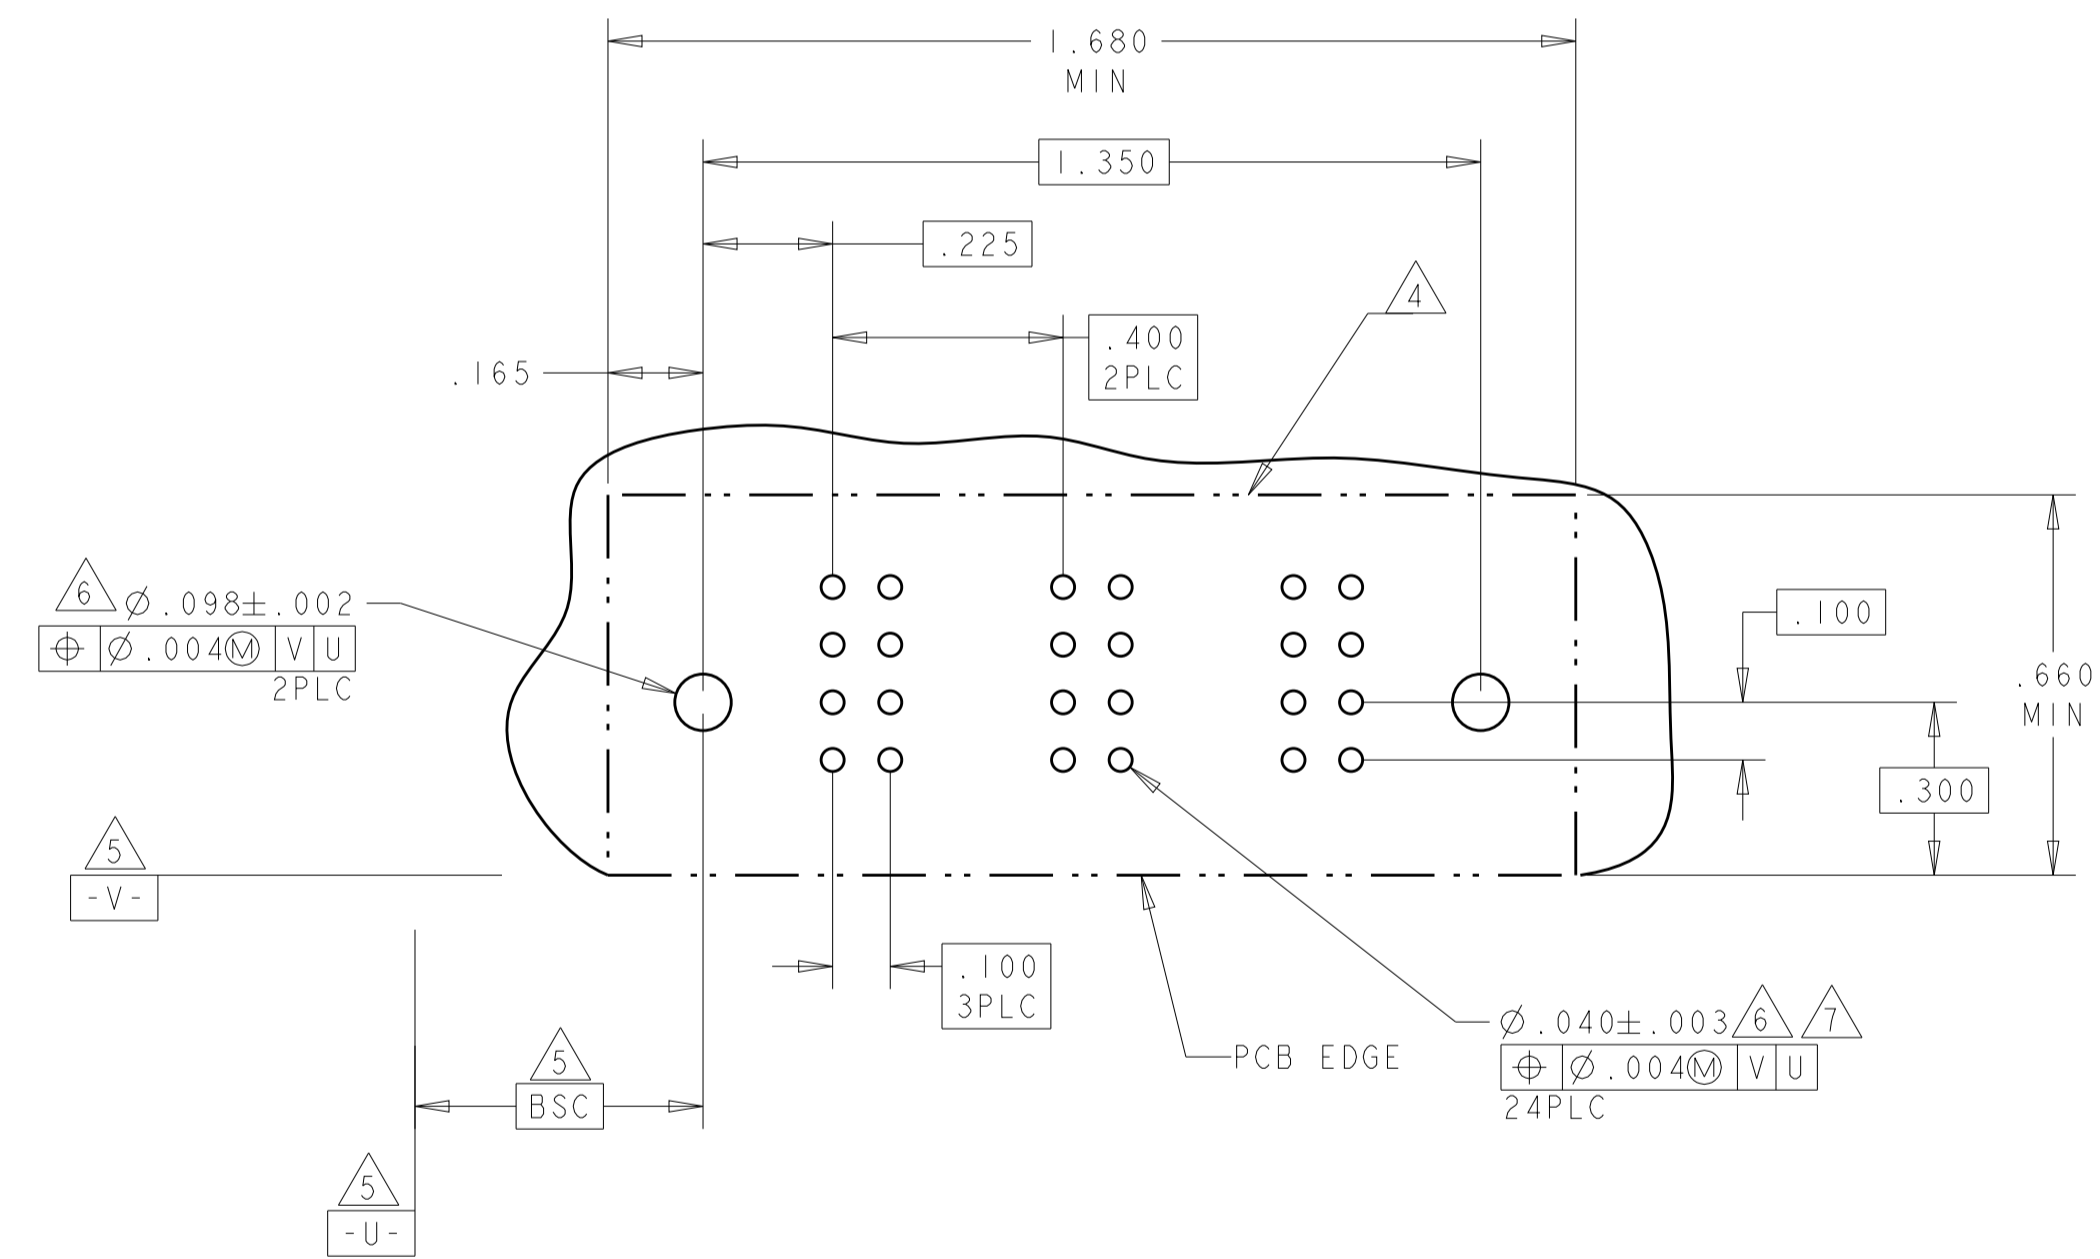 1.680
MIN
1.350
.225
4
.400
2PLC
.165
6 Ø.098±.002
⌖ Ø.004Ⓜ V U
2PLC
.100
.660
MIN
.300
5
-V-
.100
3PLC
Ø.040±.003 6 7
⌖ Ø.004Ⓜ V U
24PLC
PCB EDGE
5
BSC
5
-U-